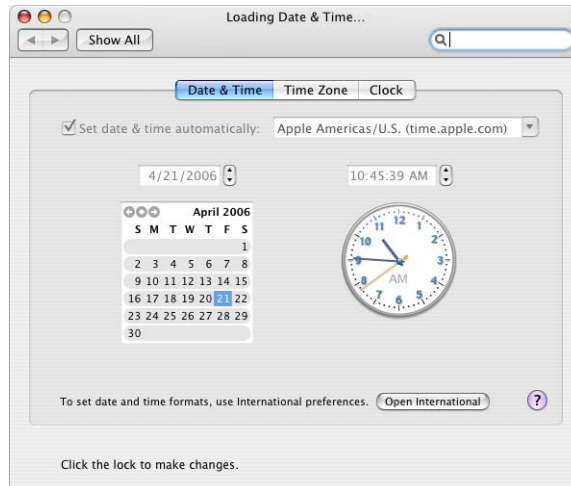 Loading Date & Time...
Show All
Date & Time Time Zone Clock
Set date & time automatically: Apple Americas/U.S. (time.apple.com)
4/21/2006 10:45:39 AM
April 2006
S M T W T F S
1
2 3 4 5 6 7 8
9 10 11 12 13 14 15
16 17 18 19 20 21 22
23 24 25 26 27 28 29
30
12 1 2 3 4 5 6 7 8 9 10 11
AM
To set date and time formats, use International preferences. Open International ?
Click the lock to make changes.